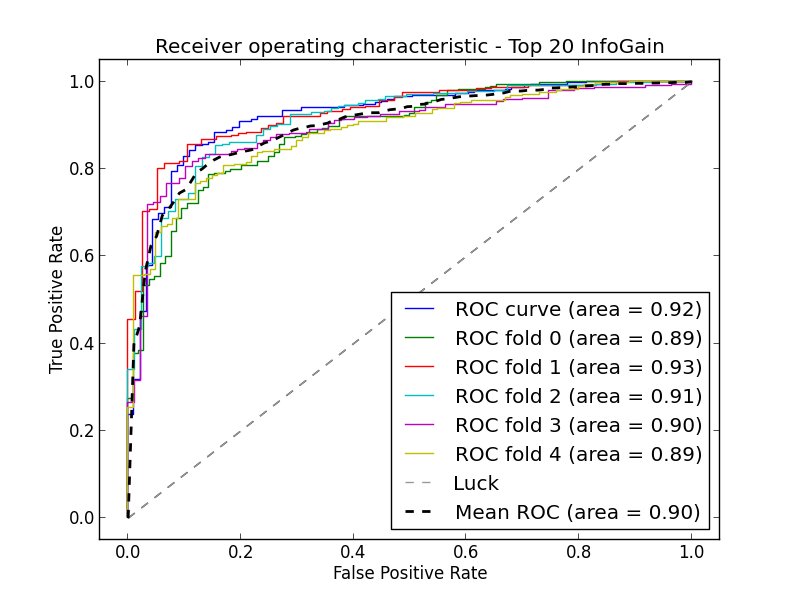 Receiver operating characteristic - Top 20 InfoGain
1.0
0.8
0.6
0.4
0.2
0.0
True Positive Rate
0.0 0.2 0.4 0.6 0.8 1.0
False Positive Rate
ROC curve (area = 0.92)
ROC fold 0 (area = 0.89)
ROC fold 1 (area = 0.93)
ROC fold 2 (area = 0.91)
ROC fold 3 (area = 0.90)
ROC fold 4 (area = 0.89)
Luck
Mean ROC (area = 0.90)